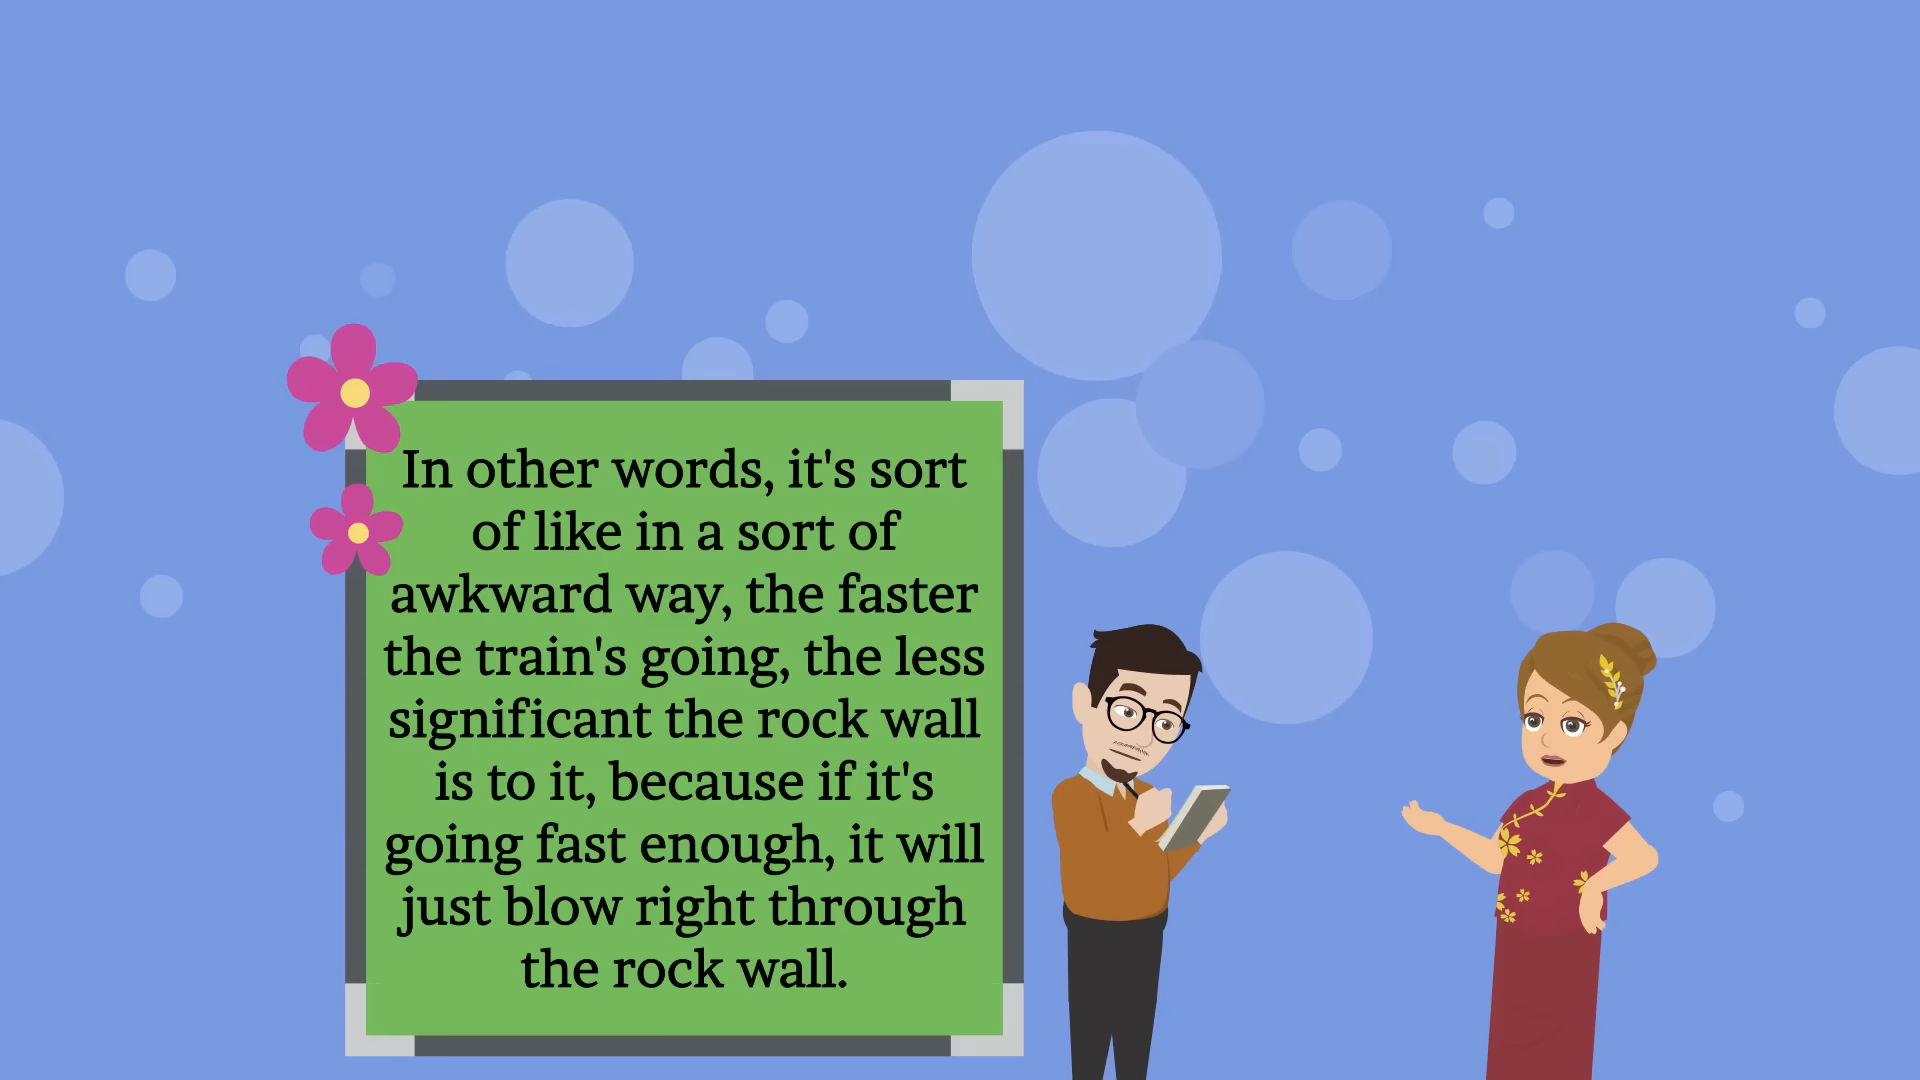 In other words, it's sort
of like in a sort of
awkward way, the faster
the train's going, the less
significant the rock wall
is to it, because if it's
going fast enough, it will
just blow right through
the rock wall.